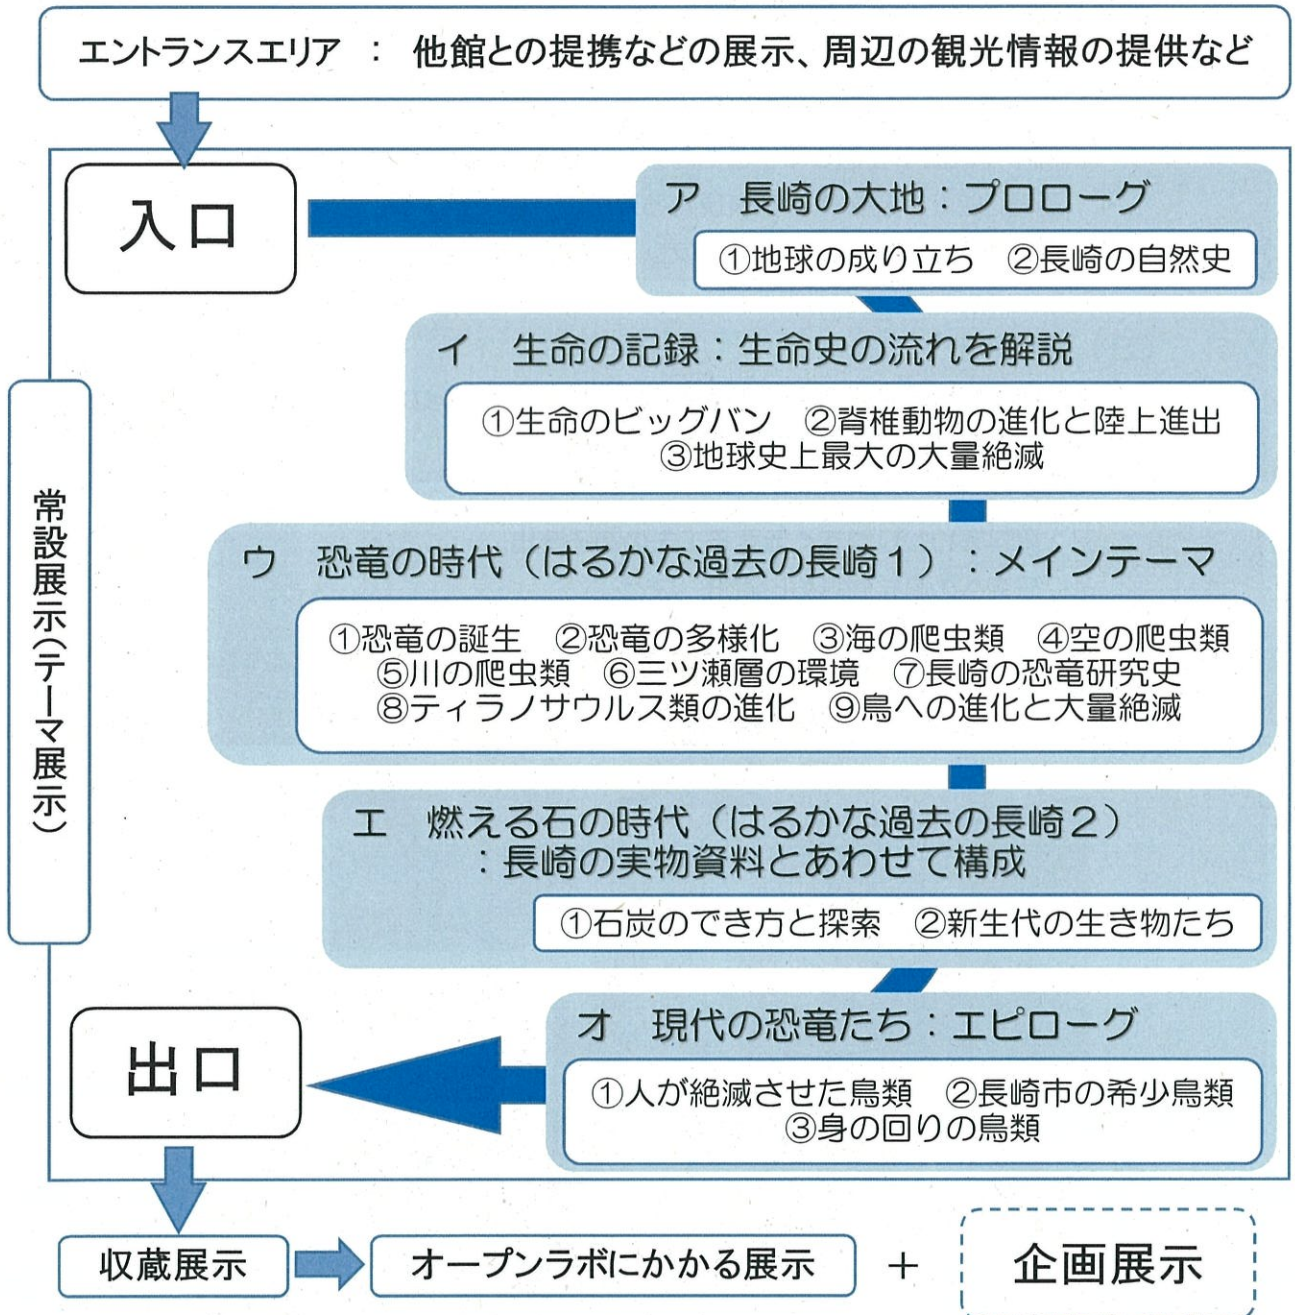 エントランスエリア : 他館との提携などの展示、周辺の観光情報の提供など
入口
ア 長崎の大地:プロローグ
①地球の成り立ち ②長崎の自然史
イ 生命の記録:生命史の流れを解説
①生命のビッグバン ②脊椎動物の進化と陸上進出
③地球史上最大の大量絶滅
常設展示(テーマ展示)
ウ 恐竜の時代(はるかな過去の長崎1):メインテーマ
①恐竜の誕生 ②恐竜の多様化 ③海の爬虫類 ④空の爬虫類
⑤川の爬虫類 ⑥三ツ瀬層の環境 ⑦長崎の恐竜研究史
⑧ティラノサウルス類の進化 ⑨鳥への進化と大量絶滅
エ 燃える石の時代(はるかな過去の長崎2)
:長崎の実物資料とあわせて構成
①石炭のでき方と探索 ②新生代の生き物たち
オ 現代の恐竜たち:エピローグ
①人が絶滅させた鳥類 ②長崎市の希少鳥類
③身の回りの鳥類
出口
収蔵展示
オープンラボにかかる展示
+
企画展示